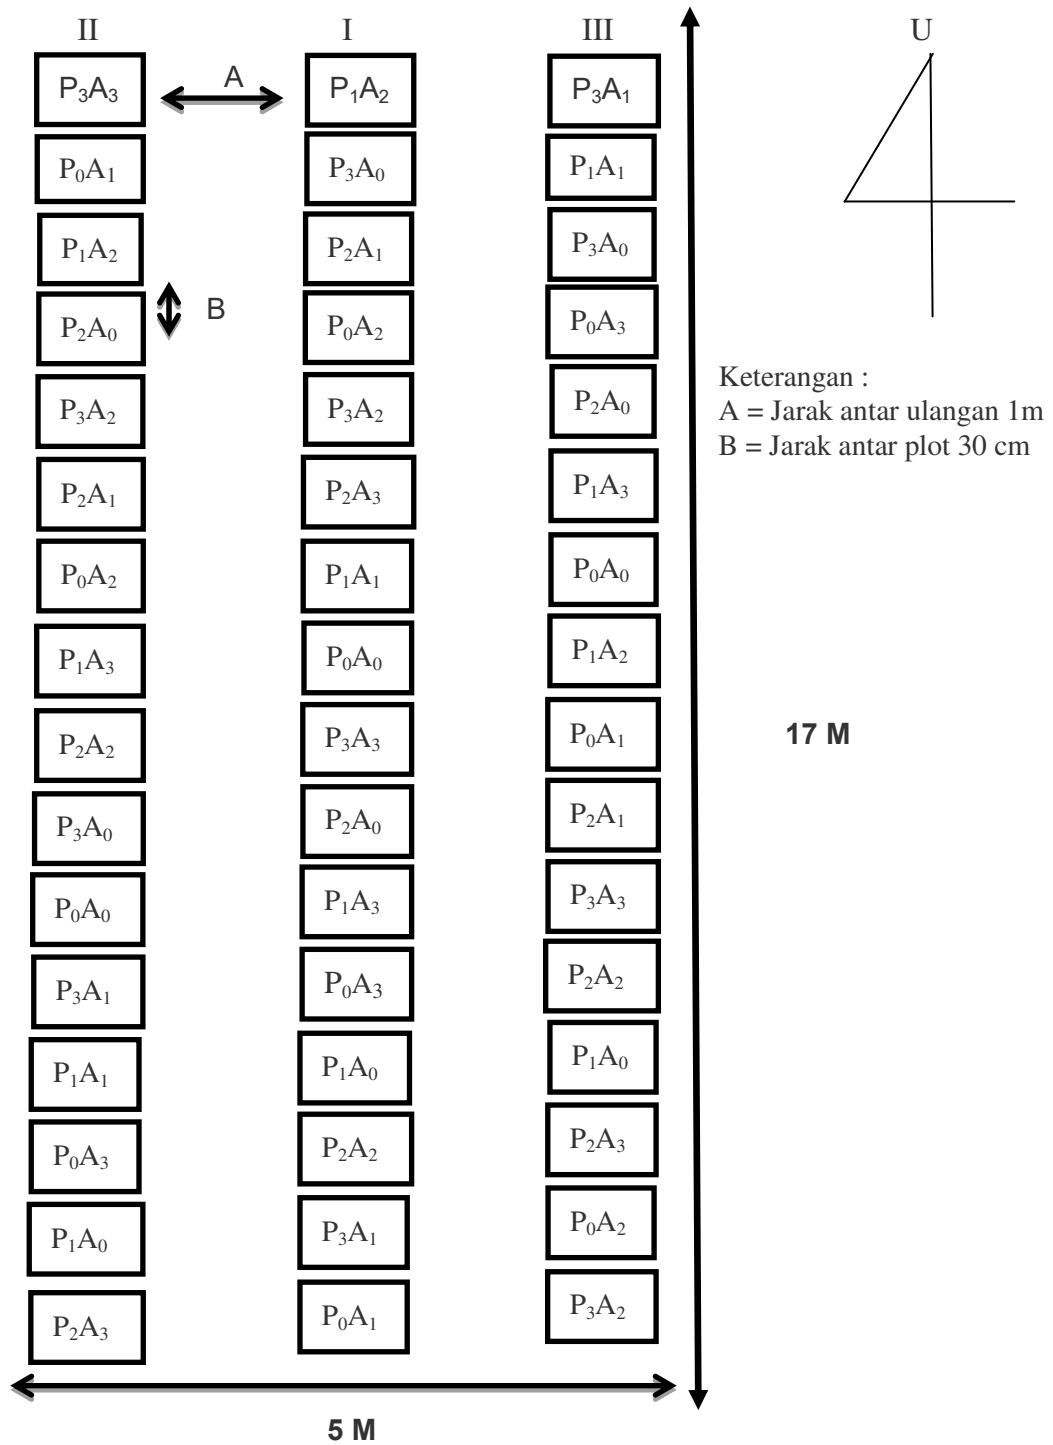 II I III U
P₃A₃ A P₁A₂ P₃A₁
P₀A₁ P₃A₀ P₁A₁
P₁A₂ P₂A₁ P₃A₀
P₂A₀ B P₀A₂ P₀A₃
Keterangan :
A = Jarak antar ulangan 1m
B = Jarak antar plot 30 cm
P₃A₂ P₃A₂ P₂A₀
P₂A₁ P₂A₃ P₁A₃
P₀A₂ P₁A₁ P₀A₀
P₁A₃ P₀A₀ P₁A₂
P₂A₂ P₃A₃ P₀A₁ 17 M
P₃A₀ P₂A₀ P₂A₁
P₀A₀ P₁A₃ P₃A₃
P₃A₁ P₀A₃ P₂A₂
P₁A₁ P₁A₀ P₁A₀
P₀A₃ P₂A₂ P₂A₃
P₁A₀ P₃A₁ P₀A₂
P₂A₃ P₀A₁ P₃A₂
5 M